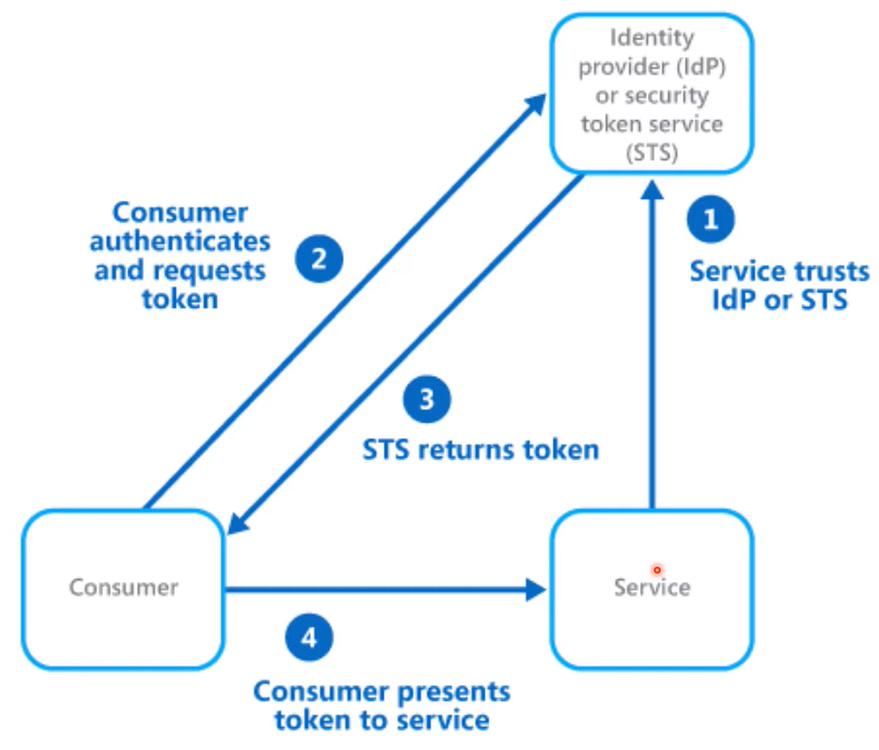 Identity
provider (IdP)
or security
token service
(STS)
1
Service trusts
IdP or STS
Consumer
authenticates
and requests
token
2
3
STS returns token
Consumer
Service
4
Consumer presents
token to service